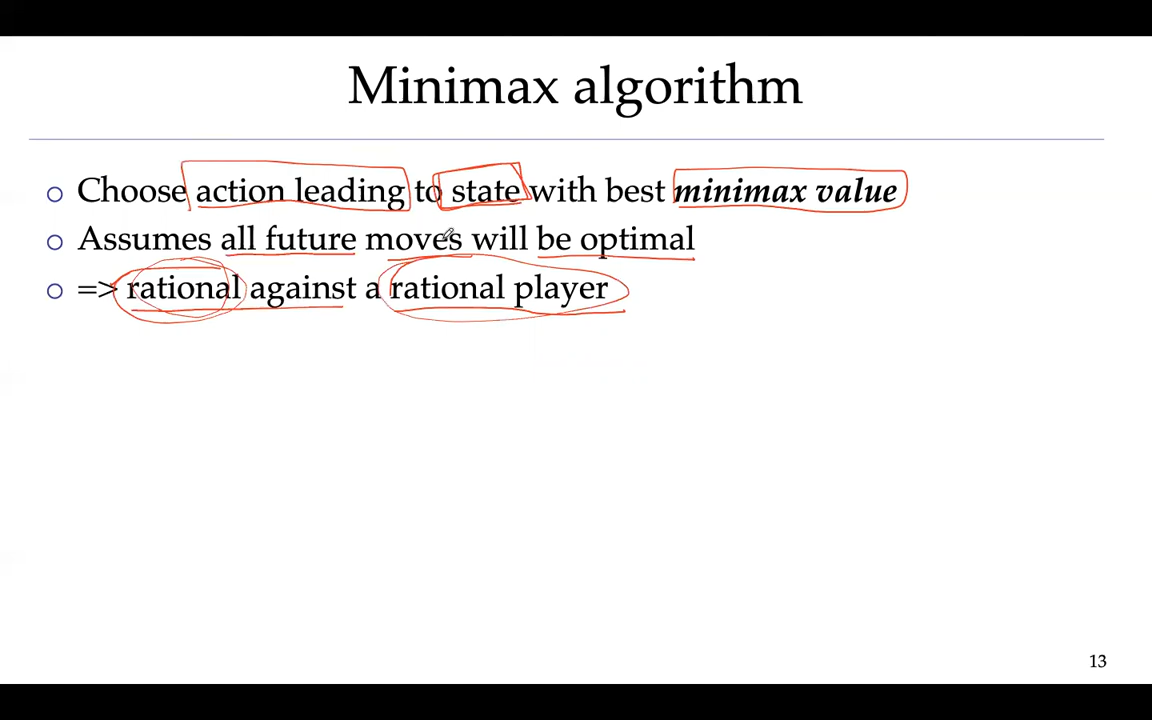 Minimax algorithm
Choose action leading to state with best minimax value
Assumes all future moves will be optimal
=> rational against a rational player
13